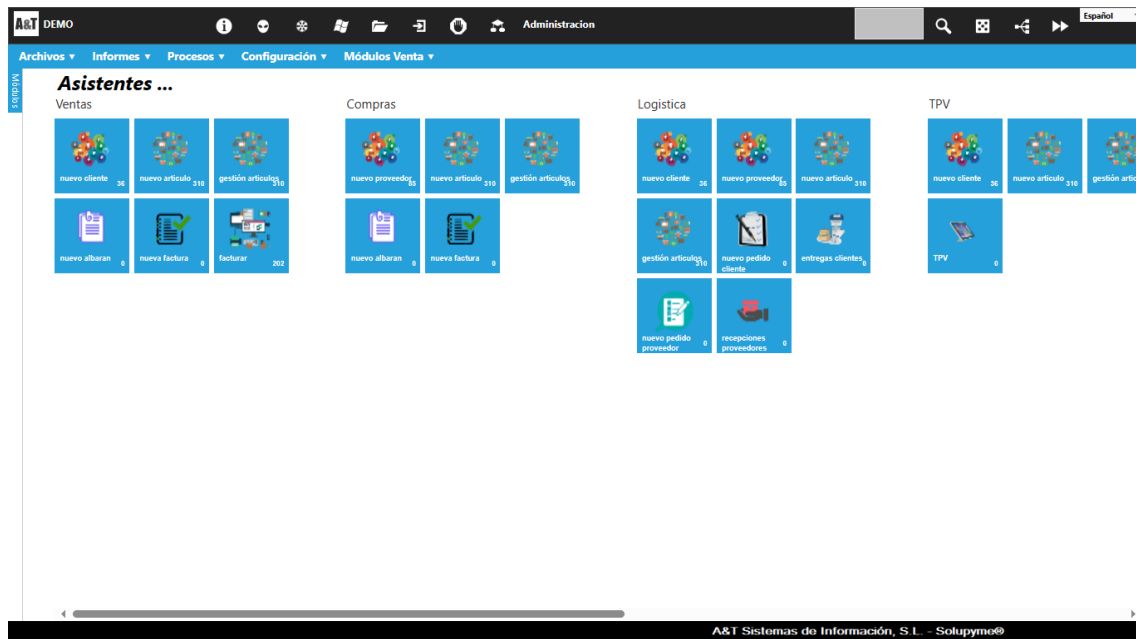 A&T DEMO Administracion Español
Archivos Informes Procesos Configuración Módulos Venta
Módulos
Asistentes ...
Ventas
nuevo cliente 36
nuevo articulo 310
gestión articulos 310
nuevo albaran 0
nueva factura 0
facturar 202
Compras
nuevo proveedor 85
nuevo articulo 310
gestión articulos 310
nuevo albaran 0
nueva factura 0
Logistica
nuevo cliente 36
nuevo proveedor 85
nuevo articulo 310
gestión articulos 310
nuevo pedido 0
cliente
entregas clientes 0
nuevo pedido 0
proveedor
recepciones 0
proveedores
TPV
nuevo cliente 36
nuevo articulo 310
gestión artic
TPV 0
A&T Sistemas de Información, S.L. - Solupyme®